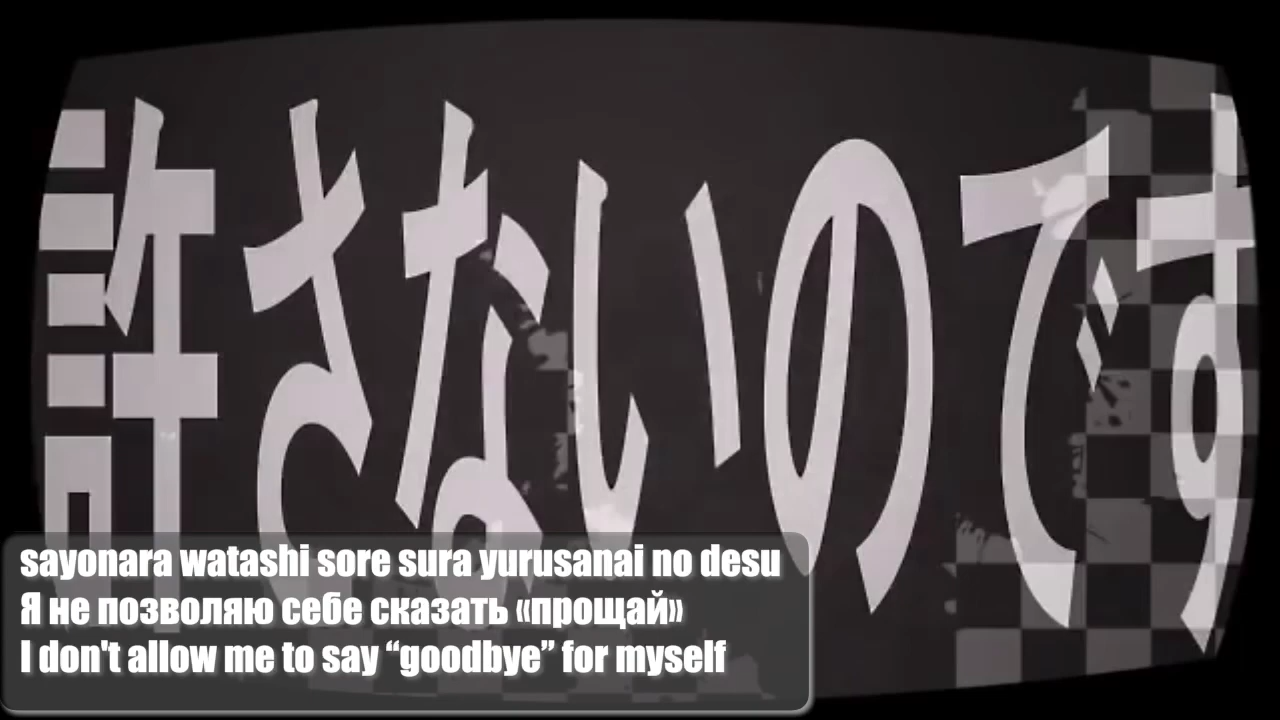 許さないのです
sayonara watashi sore sura yurusanai no desu
Я не позволяю себе сказать «прощай»
I don't allow me to say “goodbye” for myself